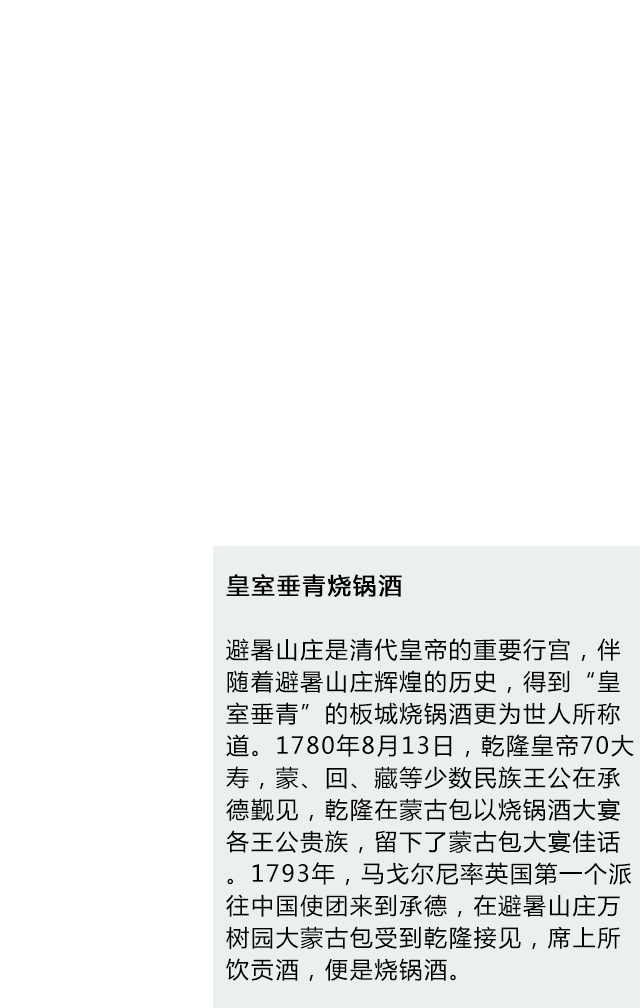 皇室垂青烧锅酒
避暑山庄是清代皇帝的重要行宫，伴
随着避暑山庄辉煌的历史，得到“皇
室垂青”的板城烧锅酒更为世人所称
道。1780年8月13日，乾隆皇帝70大
寿，蒙、回、藏等少数民族王公在承
德觐见，乾隆在蒙古包以烧锅酒大宴
各王公贵族，留下了蒙古包大宴佳话
。1793年，马戈尔尼率英国第一个派
往中国使团来到承德，在避暑山庄万
树园大蒙古包受到乾隆接见，席上所
饮贡酒，便是烧锅酒。